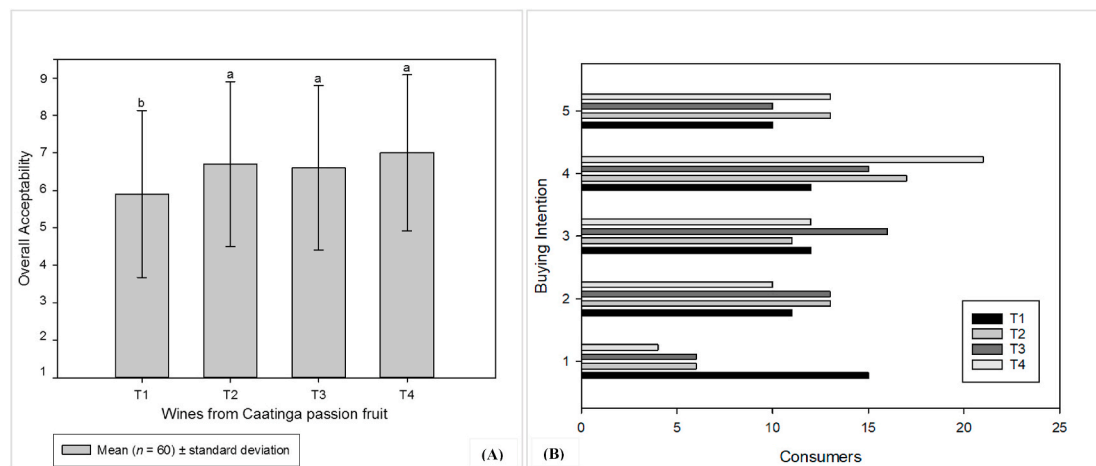 Overall Acceptability
9
8
7
6
5
4
3
2
1
b
a
a
a
T1
T2
T3
T4
Wines from Caatinga passion fruit
Mean (n = 60) ± standard deviation
(A)
Buying Intention
5
4
3
2
1
T1
T2
T3
T4
0
5
10
15
20
25
(B)
Consumers